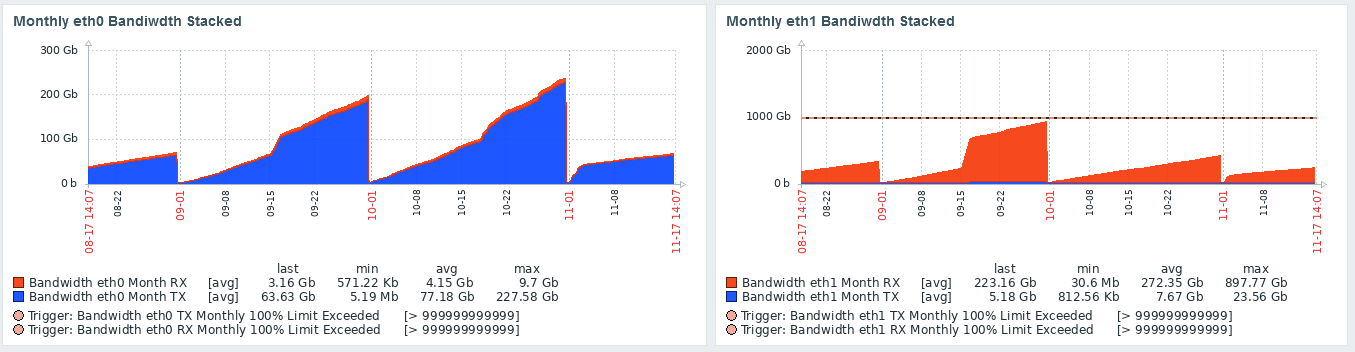 Monthly eth0 Bandiwdth Stacked
300 Gb
200 Gb
100 Gb
0 b
08-17 14:07
08-22
09-01
09-08
09-15
09-22
10-01
10-08
10-15
10-22
11-01
11-08
11-17 14:07
last min avg max
Bandwidth eth0 Month RX [avg] 3.16 Gb 571.22 Kb 4.15 Gb 9.7 Gb
Bandwidth eth0 Month TX [avg] 63.63 Gb 5.19 Mb 77.18 Gb 227.58 Gb
Trigger: Bandwidth eth0 TX Monthly 100% Limit Exceeded [> 999999999999]
Trigger: Bandwidth eth0 RX Monthly 100% Limit Exceeded [> 999999999999]
Monthly eth1 Bandwidth Stacked
2000 Gb
1000 Gb
0 b
08-17 14:07
08-22
09-01
09-08
09-15
09-22
10-01
10-08
10-15
10-22
11-01
11-08
11-17 14:07
last min avg max
Bandwidth eth1 Month RX [avg] 223.16 Gb 30.6 Mb 272.35 Gb 897.77 Gb
Bandwidth eth1 Month TX [avg] 5.18 Gb 812.56 Kb 7.67 Gb 23.56 Gb
Trigger: Bandwidth eth1 TX Monthly 100% Limit Exceeded [> 999999999999]
Trigger: Bandwidth eth1 RX Monthly 100% Limit Exceeded [> 999999999999]